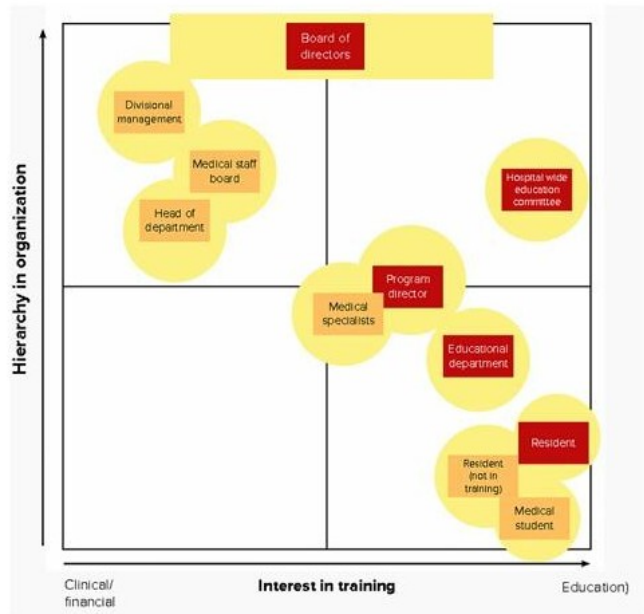 Board of
directors
Divisional
management
Medical staff
board
Hospital wide
education
committee
Head of
department
Program
director
Medical
specialists
Educational
department
Resident
Resident
(not in
training)
Medical
student
Hierarchy in organization
Clinical/
financial
Interest in training
Education)